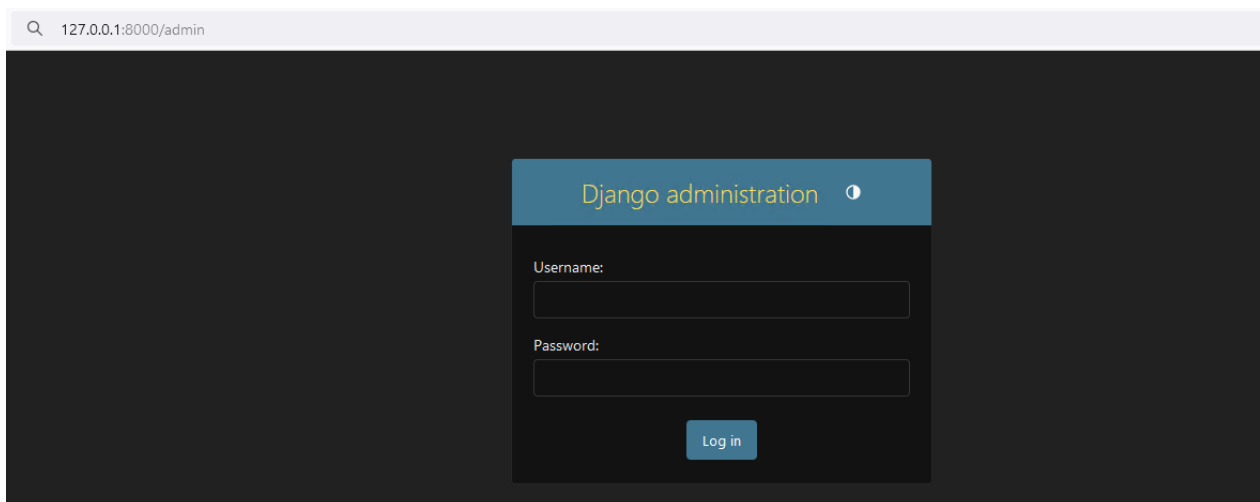 127.0.0.1:8000/admin
Django administration
Username:
Password:
Log in